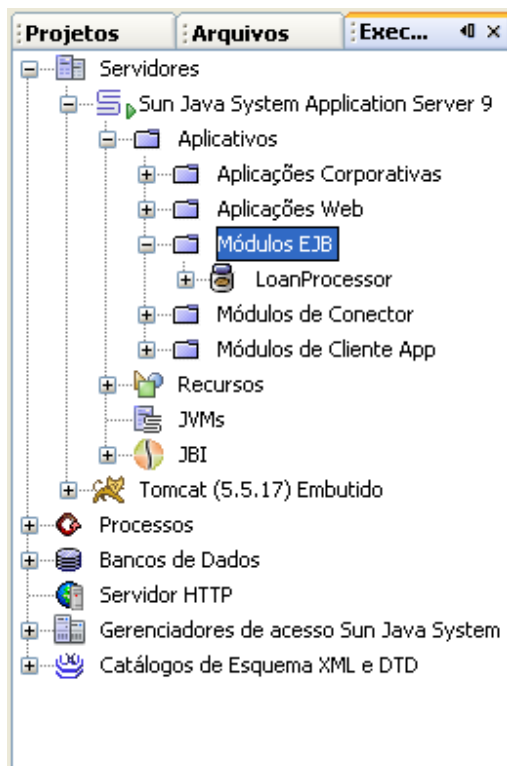 Projetos Arquivos Exec...
Servidores
Sun Java System Application Server 9
Aplicativos
Aplicações Corporativas
Aplicações Web
Módulos EJB
LoanProcessor
Módulos de Conector
Módulos de Cliente App
Recursos
JVMs
JBI
Tomcat (5.5.17) Embutido
Processos
Bancos de Dados
Servidor HTTP
Gerenciadores de acesso Sun Java System
Catálogos de Esquema XML e DTD